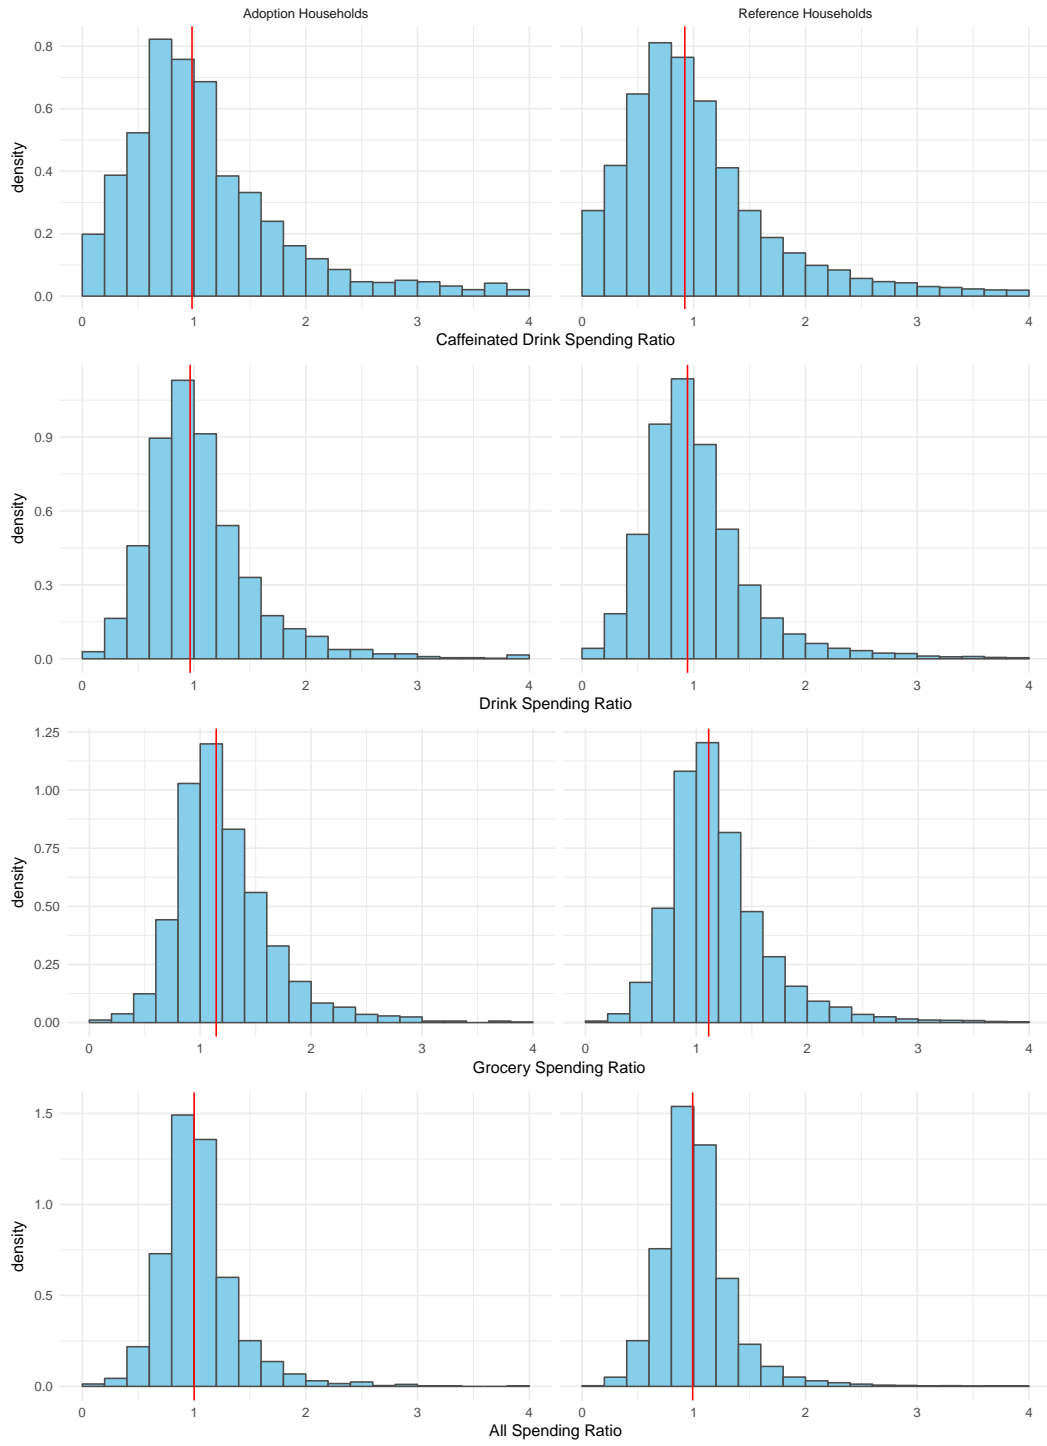 Adoption Households Reference Households
0.8
0.6
0.4
0.2
0.0
density
0 1 2 3 4 0 1 2 3 4
Caffeinated Drink Spending Ratio
0.9
0.6
0.3
0.0
density
0 1 2 3 4 0 1 2 3 4
Drink Spending Ratio
1.25
1.00
0.75
0.50
0.25
0.00
density
0 1 2 3 4 0 1 2 3 4
Grocery Spending Ratio
1.5
1.0
0.5
0.0
density
0 1 2 3 4 0 1 2 3 4
All Spending Ratio